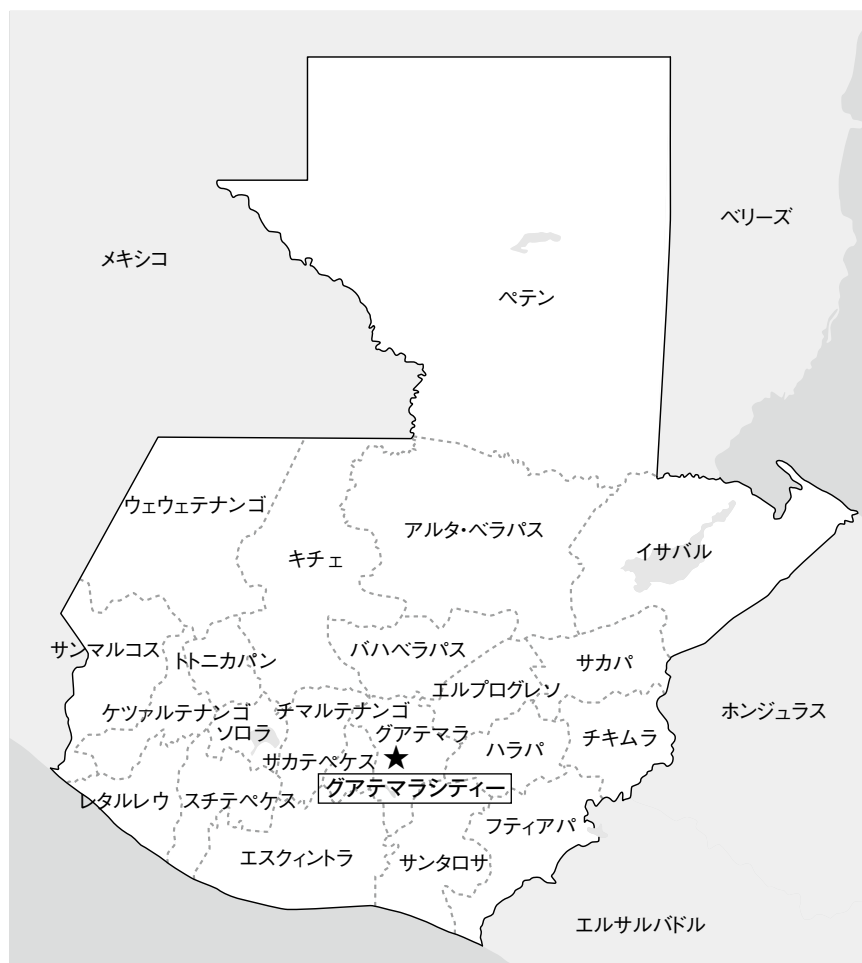 ベリーズ
メキシコ
ペテン
ウェウェテナンゴ
アルタ・ベラパス
イサバル
キチェ
サンマルコス
トトニカパン
バハベラパス
サカパ
エルプログレソ
ケツァルテナンゴ
チマルテナンゴ
ホンジュラス
ソロラ
グアテマラ
チキムラ
ハラパ
サカテペケス
グアテマラシティー
レタルレウ
スチテペケス
フティアパ
エスクィントラ
サンタロサ
エルサルバドル